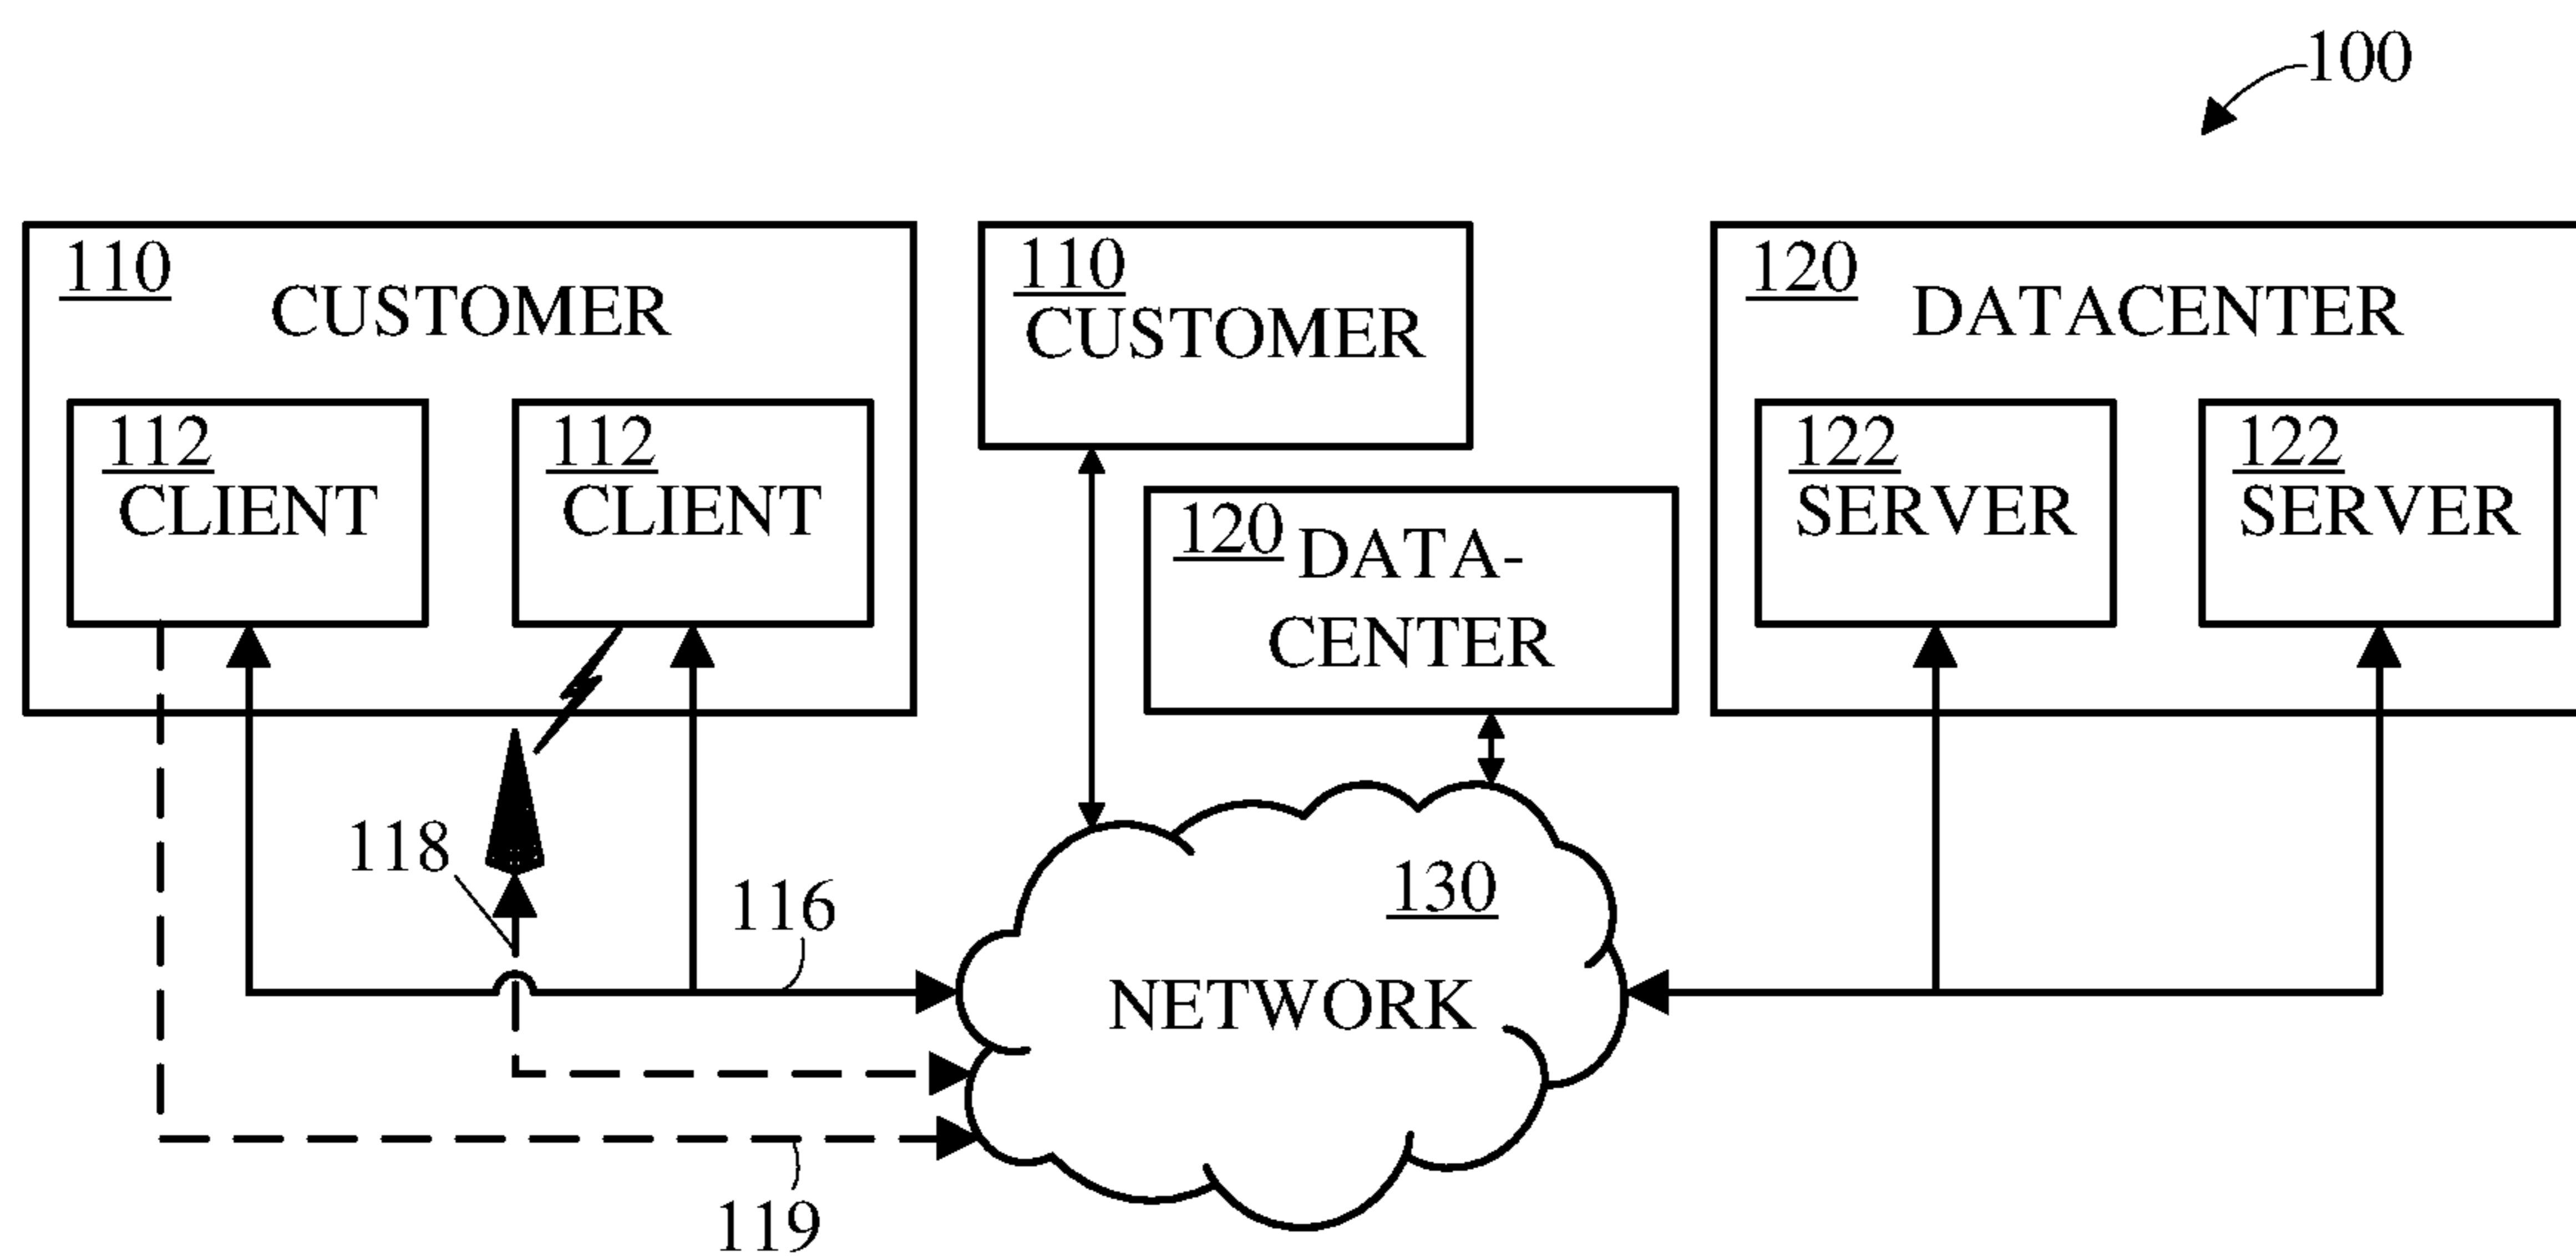 100
110
CUSTOMER
112
CLIENT
112
CLIENT
110
CUSTOMER
120
DATA-
CENTER
120
DATACENTER
122
SERVER
122
SERVER
118
116
119
130
NETWORK